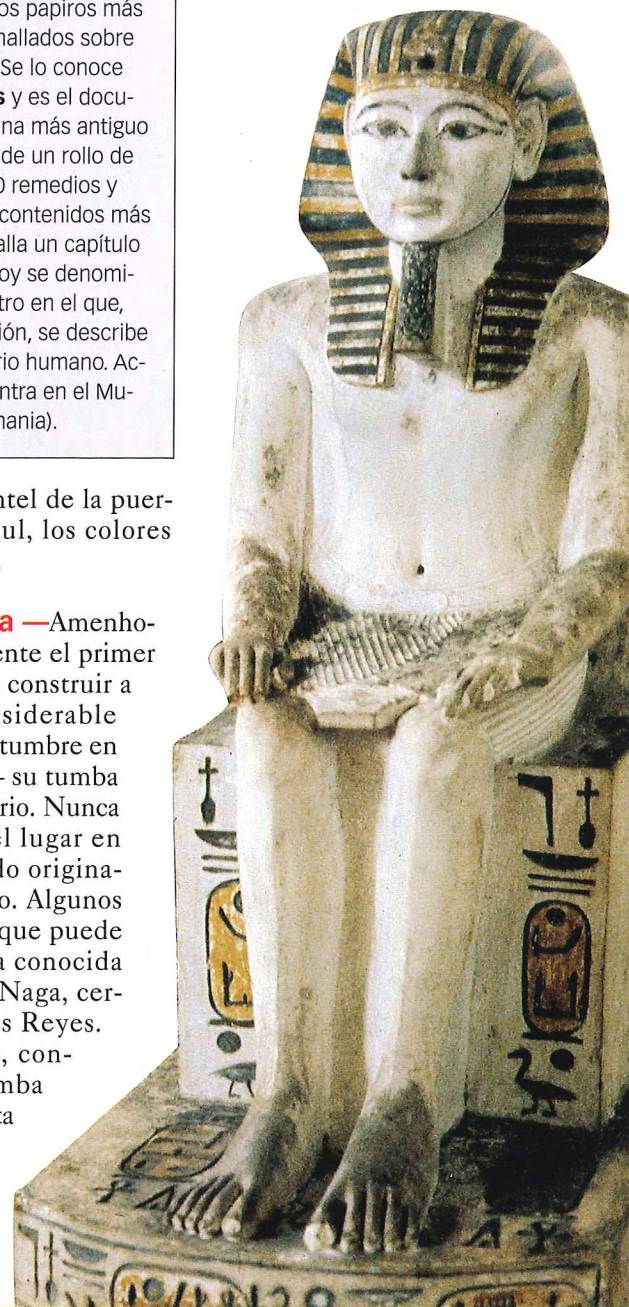 os papiros más
hallados sobre
Se lo conoce
s y es el docu-
na más antiguo
de un rollo de
0 remedios y
contenidos más
alla un capítulo
oy se denomi-
tro en el que,
ión, se describe
rio humano. Ac-
ntra en el Mu-
mania).
ntel de la puer-
ul, los colores
a —Amenho-
ente el primer
construir a
siderable
tumbre en
su tumba
rio. Nunca
el lugar en
do origina-
o. Algunos
que puede
a conocida
Naga, cer-
s Reyes.
, con-
mba
ta